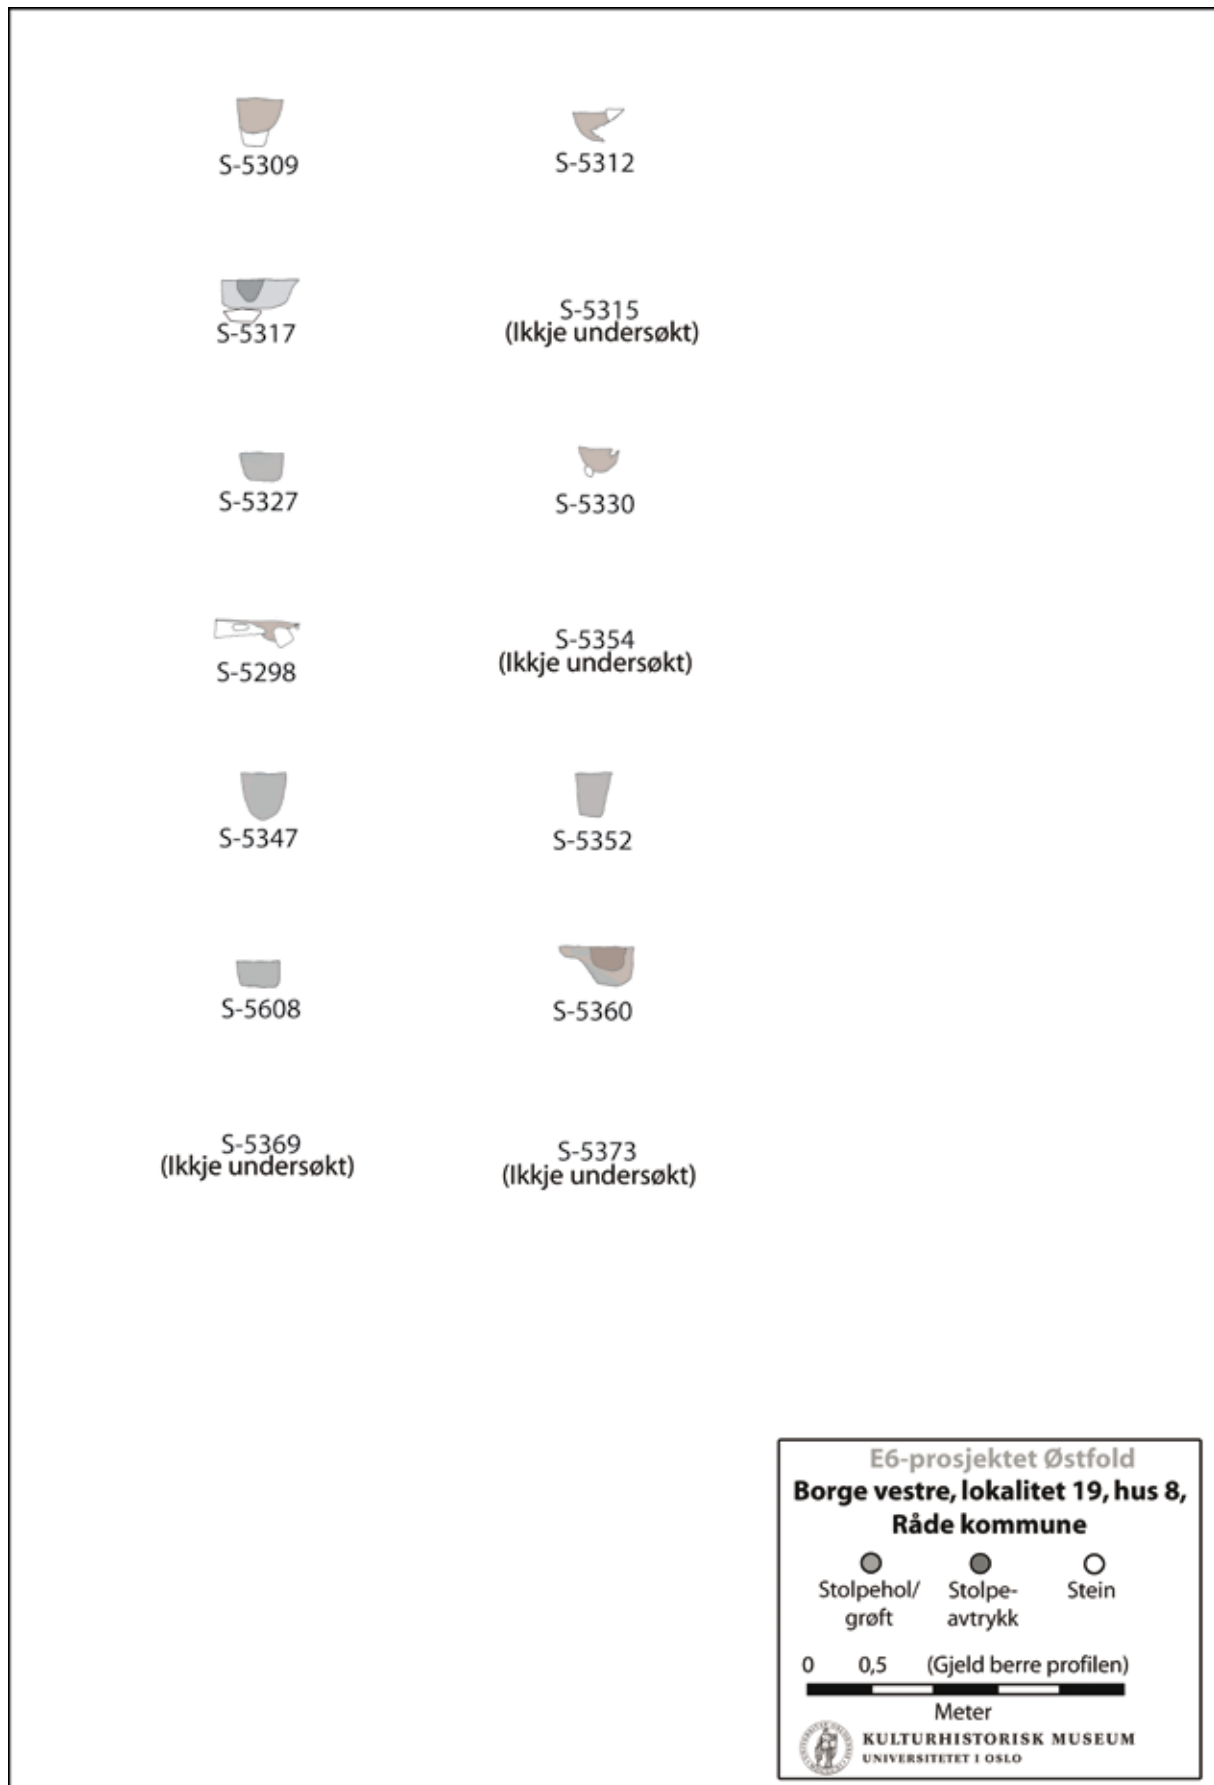 S-5309
S-5312
S-5317
S-5315
(Ikkje undersøkt)
S-5327
S-5330
S-5298
S-5354
(Ikkje undersøkt)
S-5347
S-5352
S-5608
S-5360
S-5369
(Ikkje undersøkt)
S-5373
(Ikkje undersøkt)
E6-prosjektet Østfold
Borge vestre, lokalitet 19, hus 8,
Råde kommune
Stolpehol/
grøft
Stolpe-
avtrykk
Stein
0 0,5 (Gjeld berre profilen)
Meter
KULTURHISTORISK MUSEUM
UNIVERSITETET I OSLO